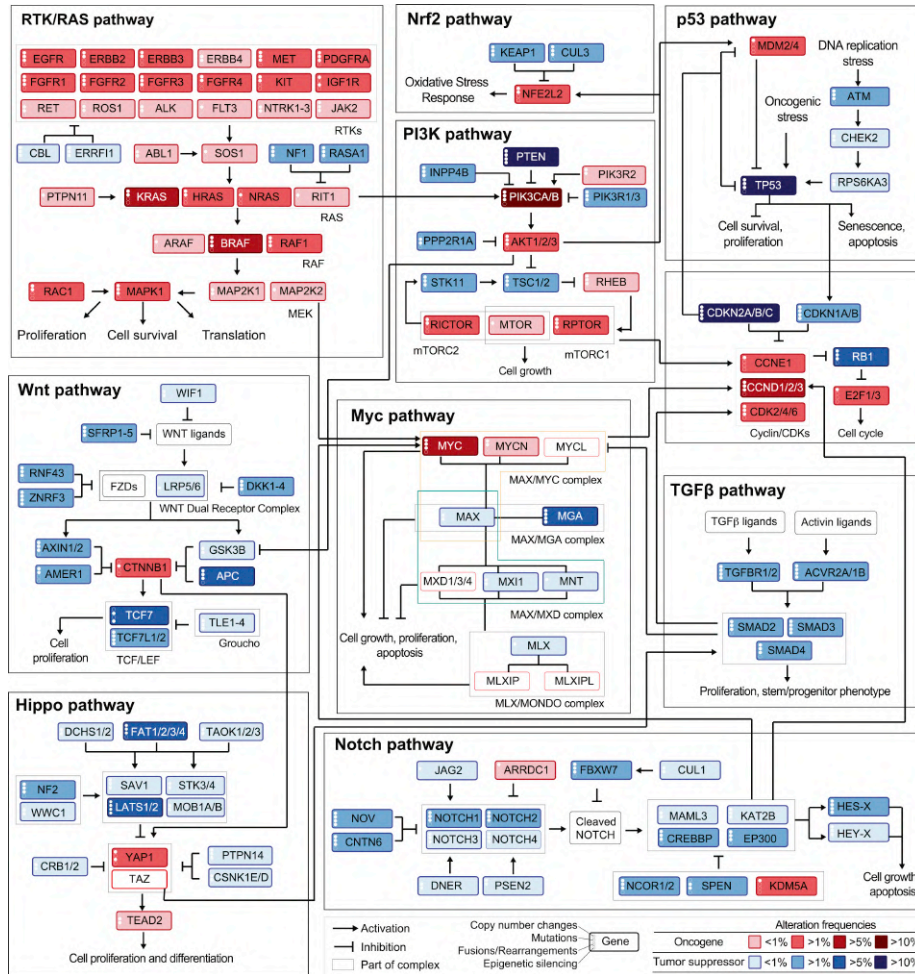 RTK/RAS pathway
EGFR ERBB2 ERBB3 ERBB4 MET PDGFRA
FGFR1 FGFR2 FGFR3 FGFR4 KIT IGF1R
RET ROS1 ALK FLT3 NTRK1-3 JAK2
RTKs
CBL ERRFI1 ABL1 SOS1 NF1 RASA1
PTPN11 KRAS HRAS NRAS RIT1
RAS
ARAF BRAF RAF1
RAF
RAC1 MAPK1 MAP2K1 MAP2K2
MEK
Proliferation Cell survival Translation
Nrf2 pathway
KEAP1 CUL3
Oxidative Stress
Response
NFE2L2
PI3K pathway
PTEN
INPP4B PIK3R2
PIK3CA/B PIK3R1/3
PPP2R1A AKT1/2/3
STK11 TSC1/2 RHEB
RICTOR MTOR RPTOR
mTORC2 mTORC1
Cell growth
p53 pathway
MDM2/4
DNA replication
stress
ATM
Oncogenic
stress
CHEK2
TP53 RPS6KA3
Cell survival,
proliferation
Senescence,
apoptosis
CDKN2A/B/C CDKN1A/B
CCNE1 RB1
CCND1/2/3
CDK2/4/6 E2F1/3
Cyclin/CDKs Cell cycle
Wnt pathway
WIF1
SFRP1-5 WNT ligands
RNF43
ZNRF3
FZDs LRP5/6 DKK1-4
WNT Dual Receptor Complex
AXIN1/2 GSK3B
AMER1 CTNNB1 APC
TCF7
TCF7L1/2
TLE1-4
Cell
proliferation
TCF/LEF
Groucho
Myc pathway
MYC MYCN MYCL
MAX/MYC complex
MAX MGA
MAX/MGA complex
MXD1/3/4 MXI1 MNT
MAX/MXD complex
Cell growth, proliferation,
apoptosis
MLX
MLXIP MLXIPL
MLX/MONDO complex
TGFβ pathway
TGFβ ligands Activin ligands
TGFBR1/2 ACVR2A/1B
SMAD2 SMAD3
SMAD4
Proliferation, stem/progenitor phenotype
Hippo pathway
DCHS1/2 FAT1/2/3/4 TAOK1/2/3
NF2 SAV1 STK3/4
WWC1 LATS1/2 MOB1A/B
CRB1/2 YAP1 PTPN14
TAZ CSNK1E/D
TEAD2
Cell proliferation and differentiation
Notch pathway
JAG2 ARRDC1 FBXW7 CUL1
NOV NOTCH1 NOTCH2
CNTN6 NOTCH3 NOTCH4
Cleaved
NOTCH
MAML3 KAT2B
CREBBP EP300
HES-X
HEY-X
DNER PSEN2 NCOR1/2 SPEN KDM5A
Cell growth,
apoptosis
Activation
Inhibition
Part of complex
Copy number changes
Mutations
Fusions/Rearrangements
Epigenetic silencing
Gene
Alteration frequencies
Oncogene <1% >1% >5% >10%
Tumor suppressor <1% >1% >5% >10%